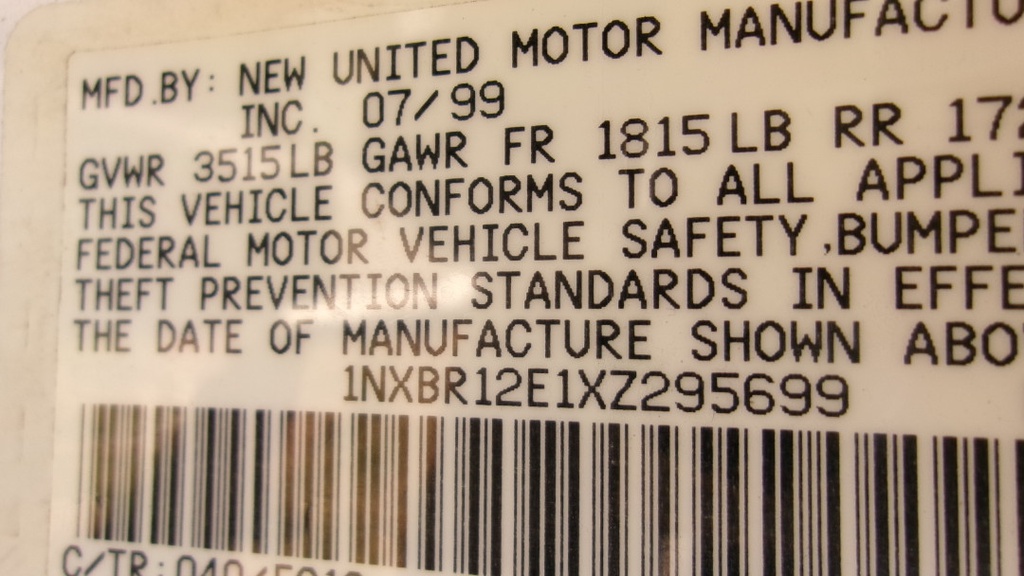 MFD.BY: NEW UNITED MOTOR
INC. 07/99
GVWR 3515LB GAWR FR 1815LB RR
THIS VEHICLE CONFORMS TO ALL
FEDERAL MOTOR VEHICLE SAFETY,
THEFT PREVENTION STANDARDS IN
THE DATE OF MANUFACTURE SHOWN
1NXBR12E1XZ295699
C/TR: